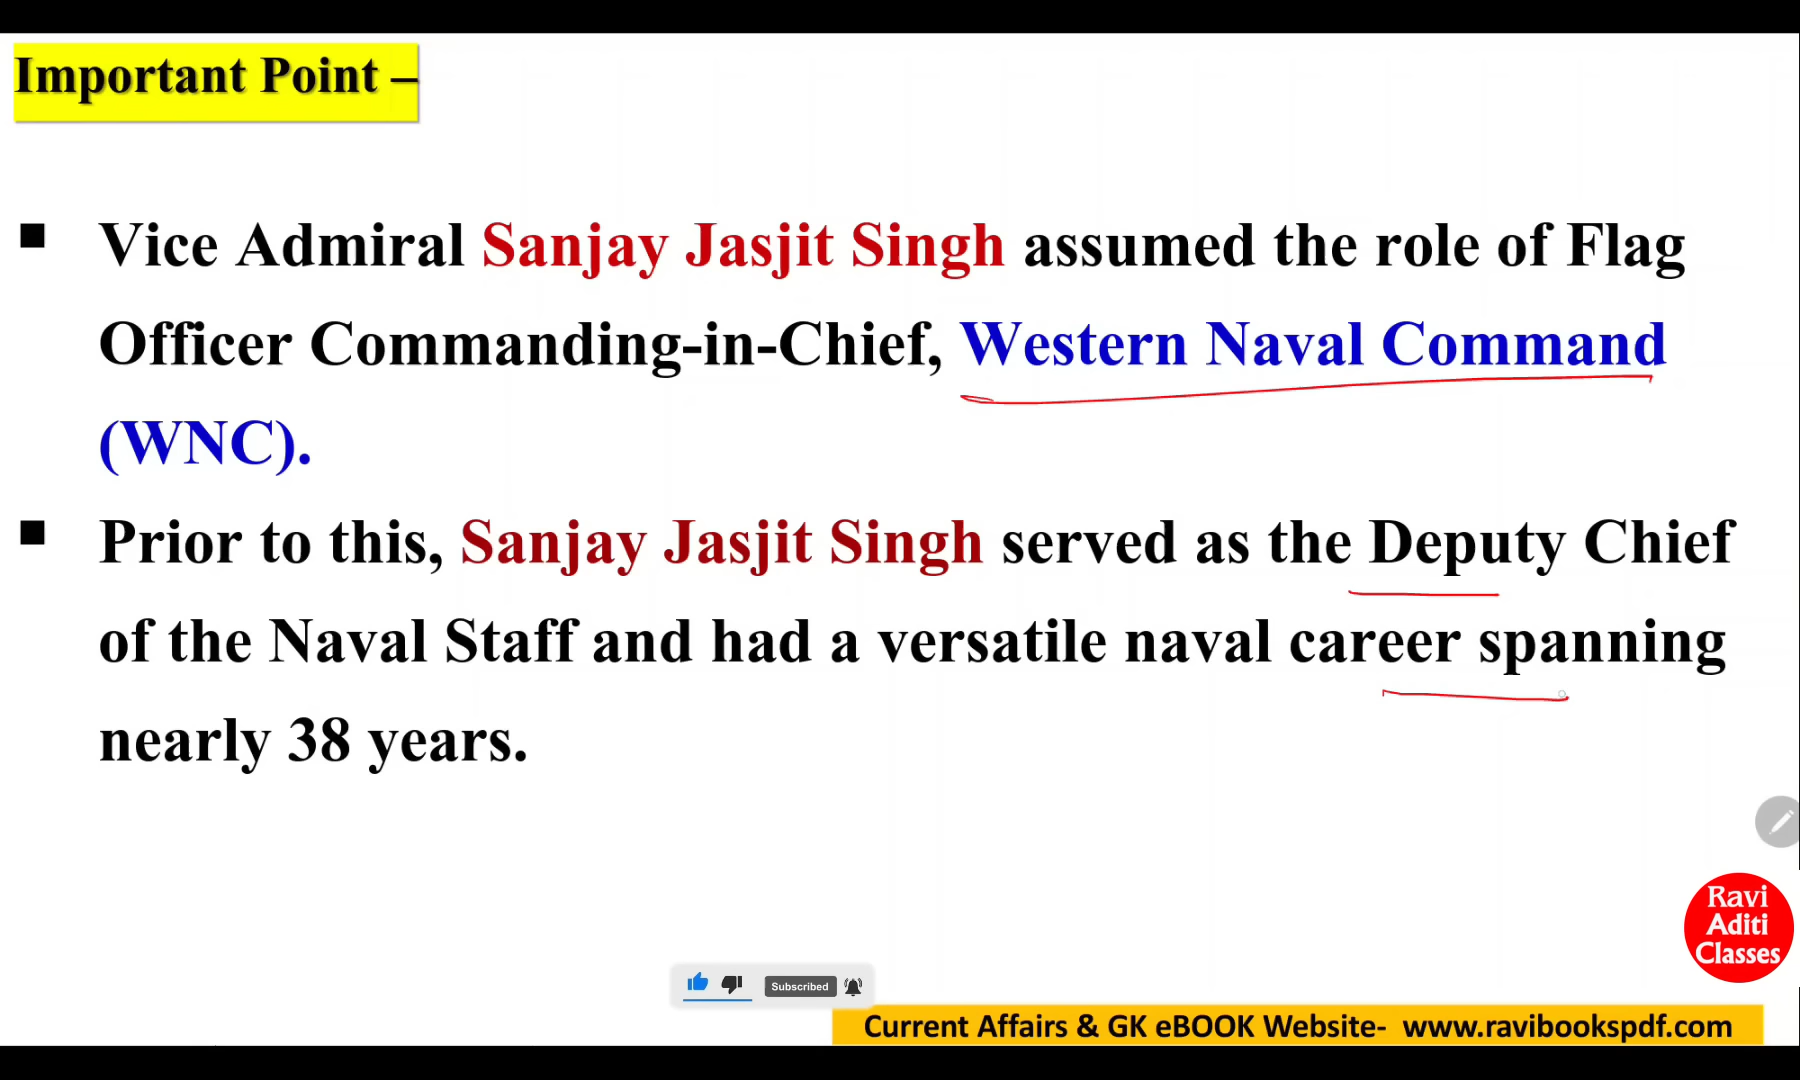 Important Point –
▪ Vice Admiral Sanjay Jasjit Singh assumed the role of Flag
Officer Commanding-in-Chief, Western Naval Command
(WNC).
▪ Prior to this, Sanjay Jasjit Singh served as the Deputy Chief
of the Naval Staff and had a versatile naval career spanning
nearly 38 years.
Ravi
Aditi
Classes
Subscribed
Current Affairs & GK eBOOK Website- www.ravibookspdf.com